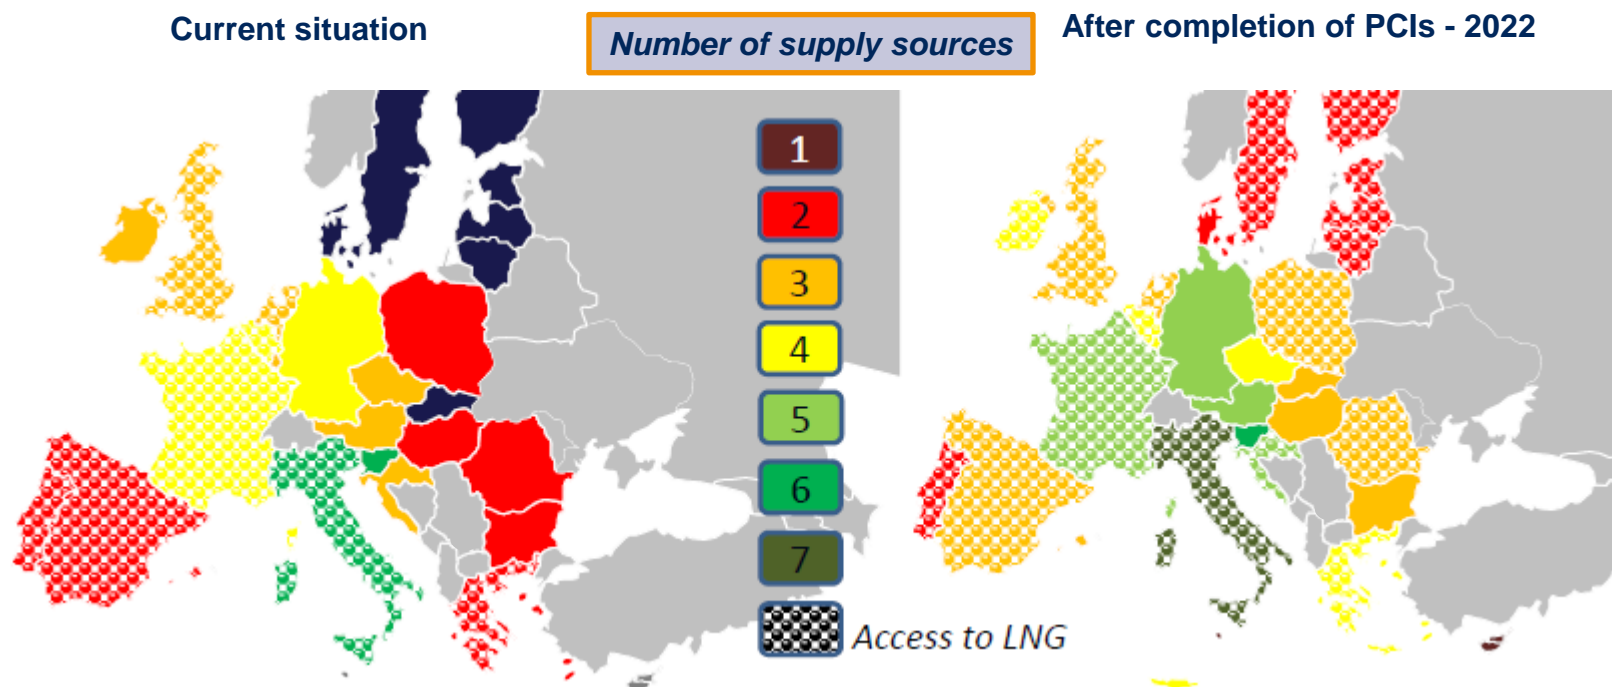 Current situation
Number of supply sources
After completion of PCIs - 2022
1
2
3
4
5
6
7
Access to LNG